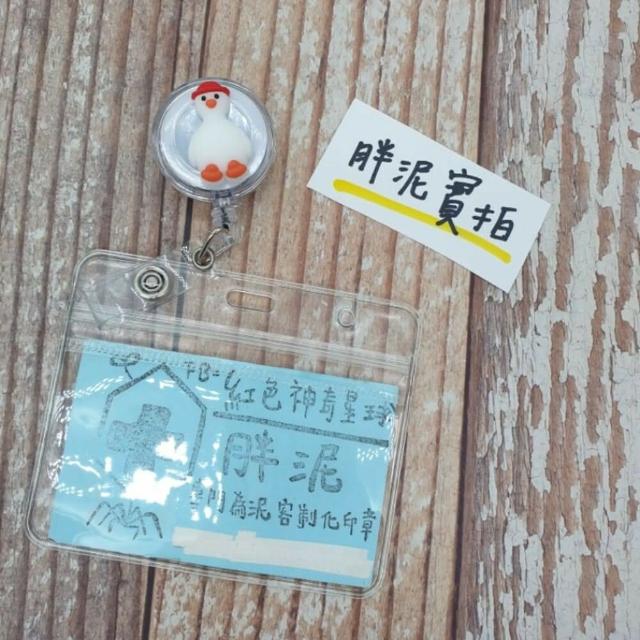 胖泥實拍
紅色神奇星球
胖泥
專門為泥客製化印章